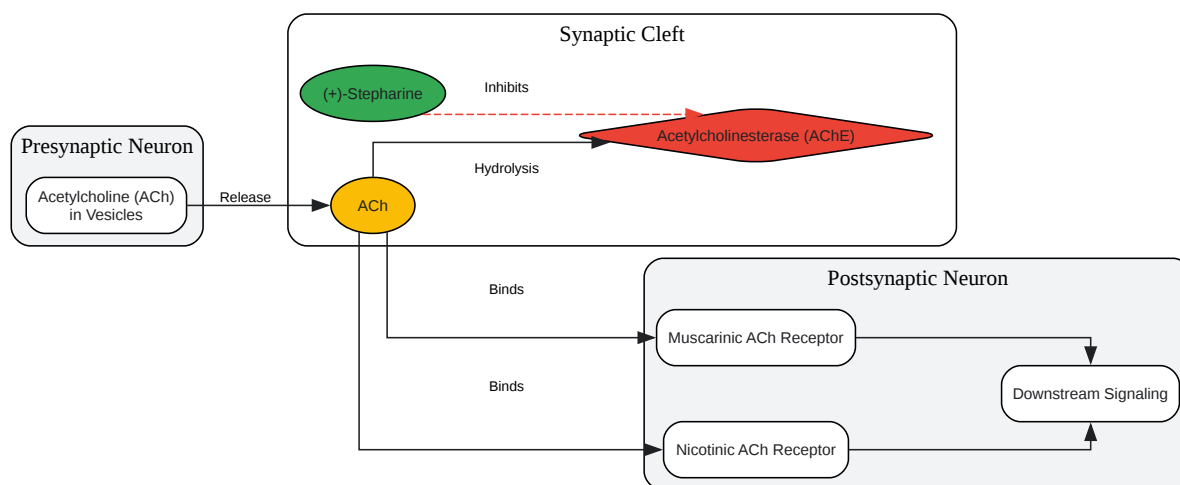 Synaptic Cleft
(+)-Stepharine
Inhibits
Acetylcholinesterase (AChE)
Presynaptic Neuron
Hydrolysis
Acetylcholine (ACh)
in Vesicles
Release
ACh
Postsynaptic Neuron
Binds
Muscarinic ACh Receptor
Binds
Downstream Signaling
Nicotinic ACh Receptor